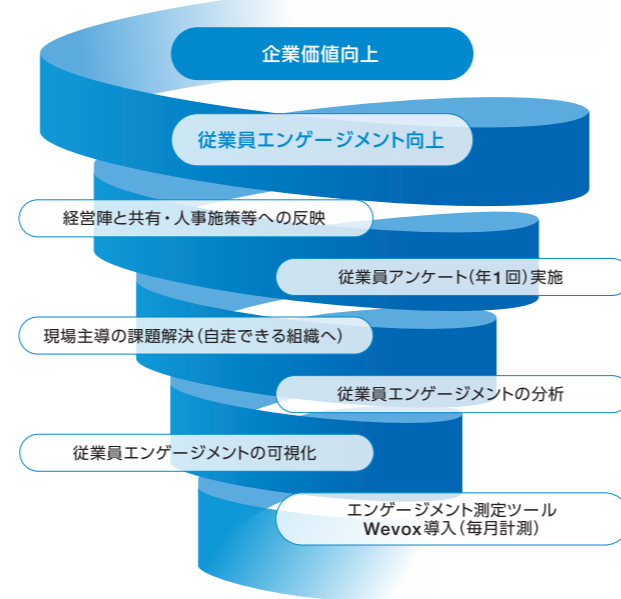 企業価値向上
従業員エンゲージメント向上
経営陣と共有・人事施策等への反映
従業員アンケート(年1回)実施
現場主導の課題解決(自走できる組織へ)
従業員エンゲージメントの分析
従業員エンゲージメントの可視化
エンゲージメント測定ツール
Wevox導入(毎月計測)